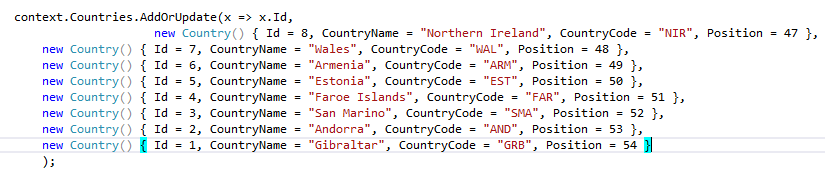 context.Countries.AddOrUpdate(x => x.Id,
new Country() { Id = 8, CountryName = "Northern Ireland", CountryCode = "NIR", Position = 47 },
new Country() { Id = 7, CountryName = "Wales", CountryCode = "WAL", Position = 48 },
new Country() { Id = 6, CountryName = "Armenia", CountryCode = "ARM", Position = 49 },
new Country() { Id = 5, CountryName = "Estonia", CountryCode = "EST", Position = 50 },
new Country() { Id = 4, CountryName = "Faroe Islands", CountryCode = "FAR", Position = 51 },
new Country() { Id = 3, CountryName = "San Marino", CountryCode = "SMA", Position = 52 },
new Country() { Id = 2, CountryName = "Andorra", CountryCode = "AND", Position = 53 },
new Country() { Id = 1, CountryName = "Gibraltar", CountryCode = "GRB", Position = 54 }
);